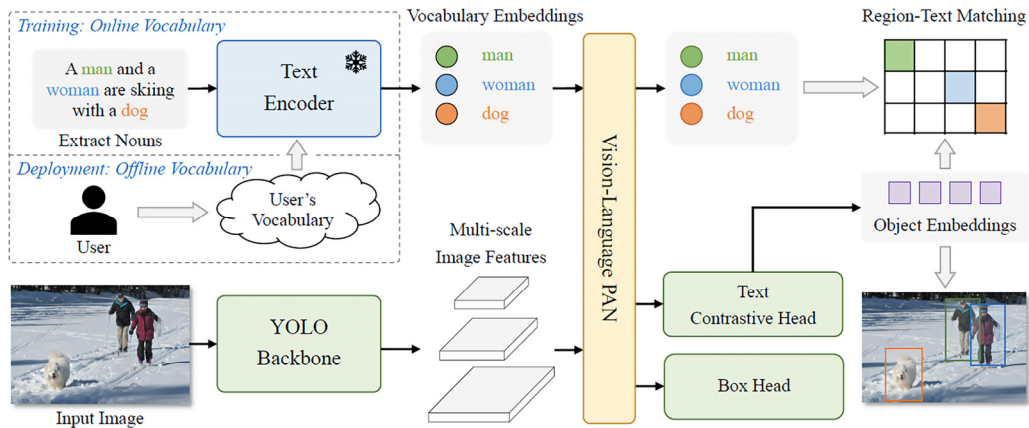 Training: Online Vocabulary
A man and a
woman are skiing
with a dog
Extract Nouns
Text
Encoder
Vocabulary Embeddings
man
woman
dog
man
woman
dog
Region-Text Matching
Deployment: Offline Vocabulary
User
User's
Vocabulary
Vision-Language PAN
Object Embeddings
Multi-scale
Image Features
Text
Contrastive Head
YOLO
Backbone
Box Head
Input Image